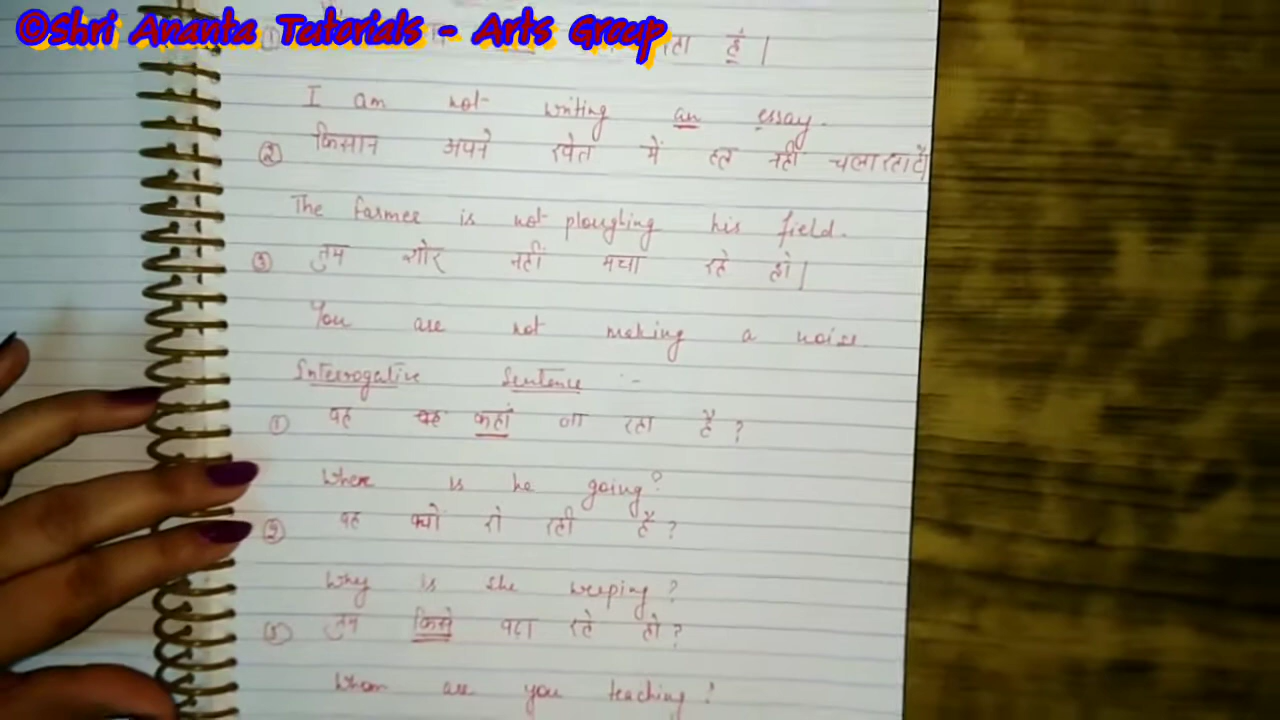 ©Shri Ananta Tutorials - Arts Group
① रहा हूं |
I am not writing an essay.
② किसान अपने खेत में हल नहीं चला रहा है।
The farmer is not ploughing his field.
③ तुम शोर नहीं मचा रहे हो |
You are not making a noise.
Interrogative Sentence :-
① वह कहां जा रहा है ?
Where is he going?
② वह क्यों रो रही है ?
Why is she weeping?
③ तुम किसे पढ़ा रहे हो ?
Whom are you teaching?